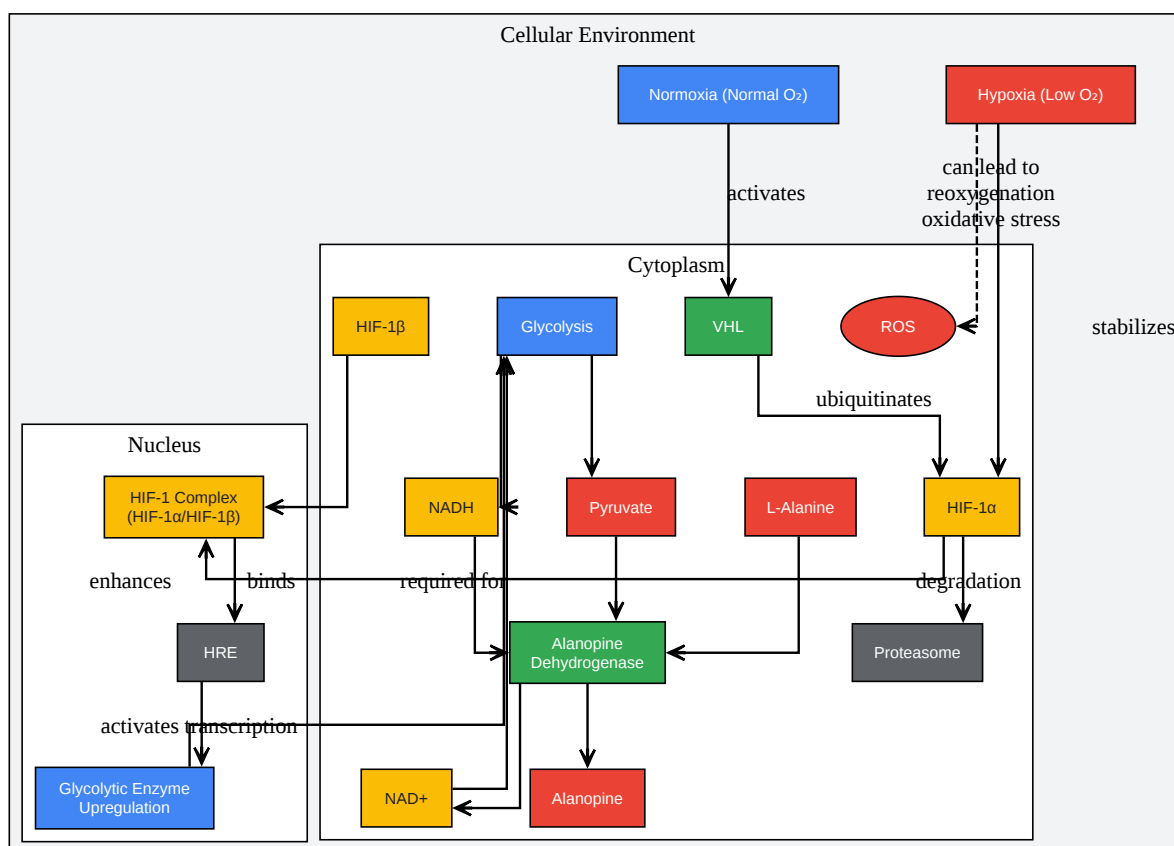 Cellular Environment
Normoxia (Normal O₂)
Hypoxia (Low O₂)
activates
can lead to
reoxygenation
oxidative stress
Cytoplasm
HIF-1β
Glycolysis
VHL
ROS
stabilizes
ubiquitinates
Nucleus
HIF-1 Complex
(HIF-1α/HIF-1β)
NADH
Pyruvate
L-Alanine
HIF-1α
enhances
binds
required for
degradation
HRE
Alanopine
Dehydrogenase
Proteasome
activates transcription
Glycolytic Enzyme
Upregulation
NAD+
Alanopine